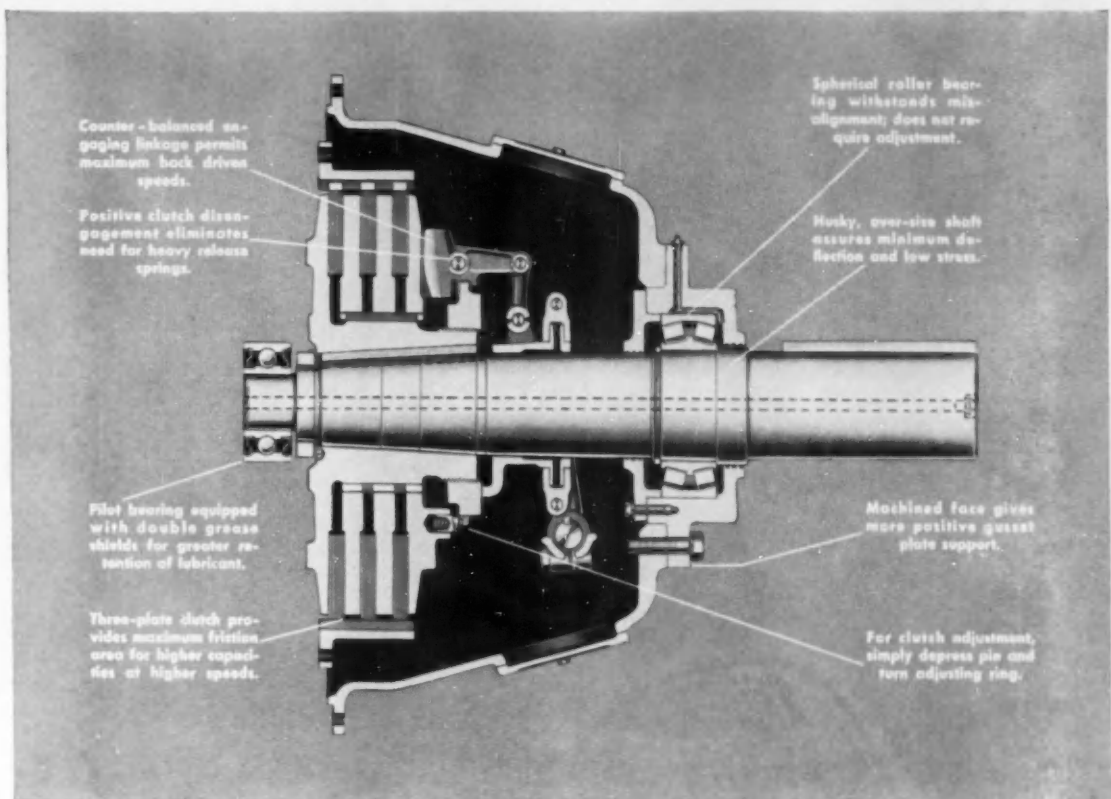 Counter-balanced en-
gaging linkage permits
maximum back driven
speeds.
Positive clutch disen-
gagement eliminates
need for heavy release
springs.
Pilot bearing equipped
with double grease
shields for greater re-
tention of lubricant.
Three-plate clutch pro-
vides maximum friction
area for higher capaci-
ties at higher speeds.
Spherical roller bear-
ing withstands mis-
alignment; does not re-
quire adjustment.
Husky, over-size shaft
assures minimum de-
flection and low stress.
Machined face gives
more positive gusset
plate support.
For clutch adjustment,
simply depress pin and
turn adjusting ring.